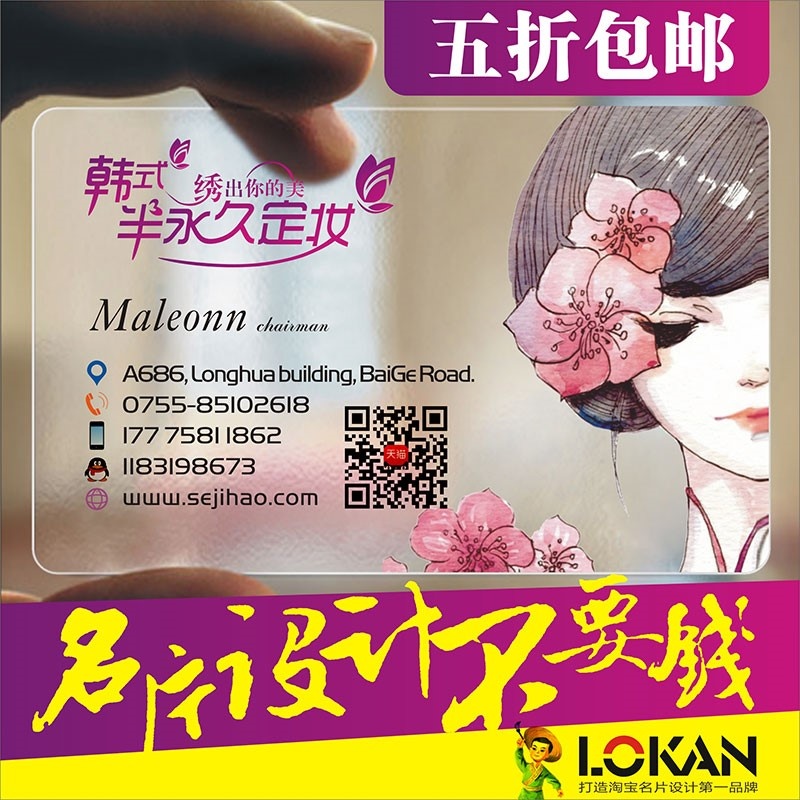 五折包邮
韩式 绣出你的美
半永久定妆
Maleonn chairman
A686, Longhua building, BaiGe Road.
0755-85102618
177 7581 1862
1183198673
天猫
www.sejihao.com
名片设计不要钱
LOKAN
打造淘宝名片设计第一品牌